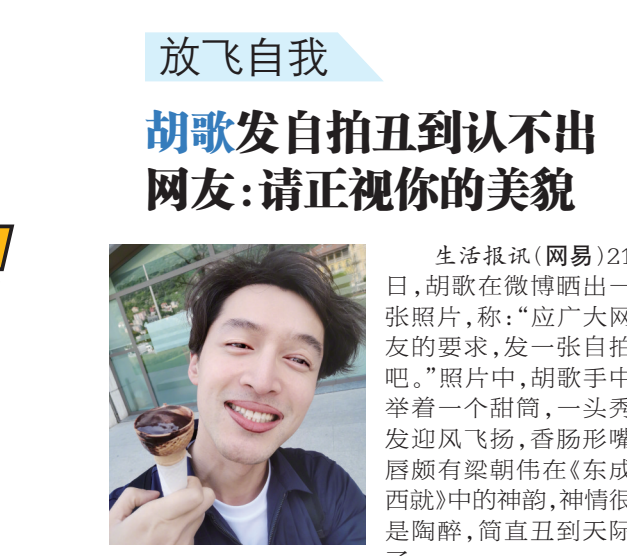 放飞自我
胡歌发自拍丑到认不出
网友:请正视你的美貌
生活报讯(网易)21
日,胡歌在微博晒出一
张照片,称:“应广大网
友的要求,发一张自拍
吧。”照片中,胡歌手中
举着一个甜筒,一头秀
发迎风飞扬,香肠形嘴
唇颇有梁朝伟在《东成
西就》中的神韵,神情很
是陶醉,简直丑到天际